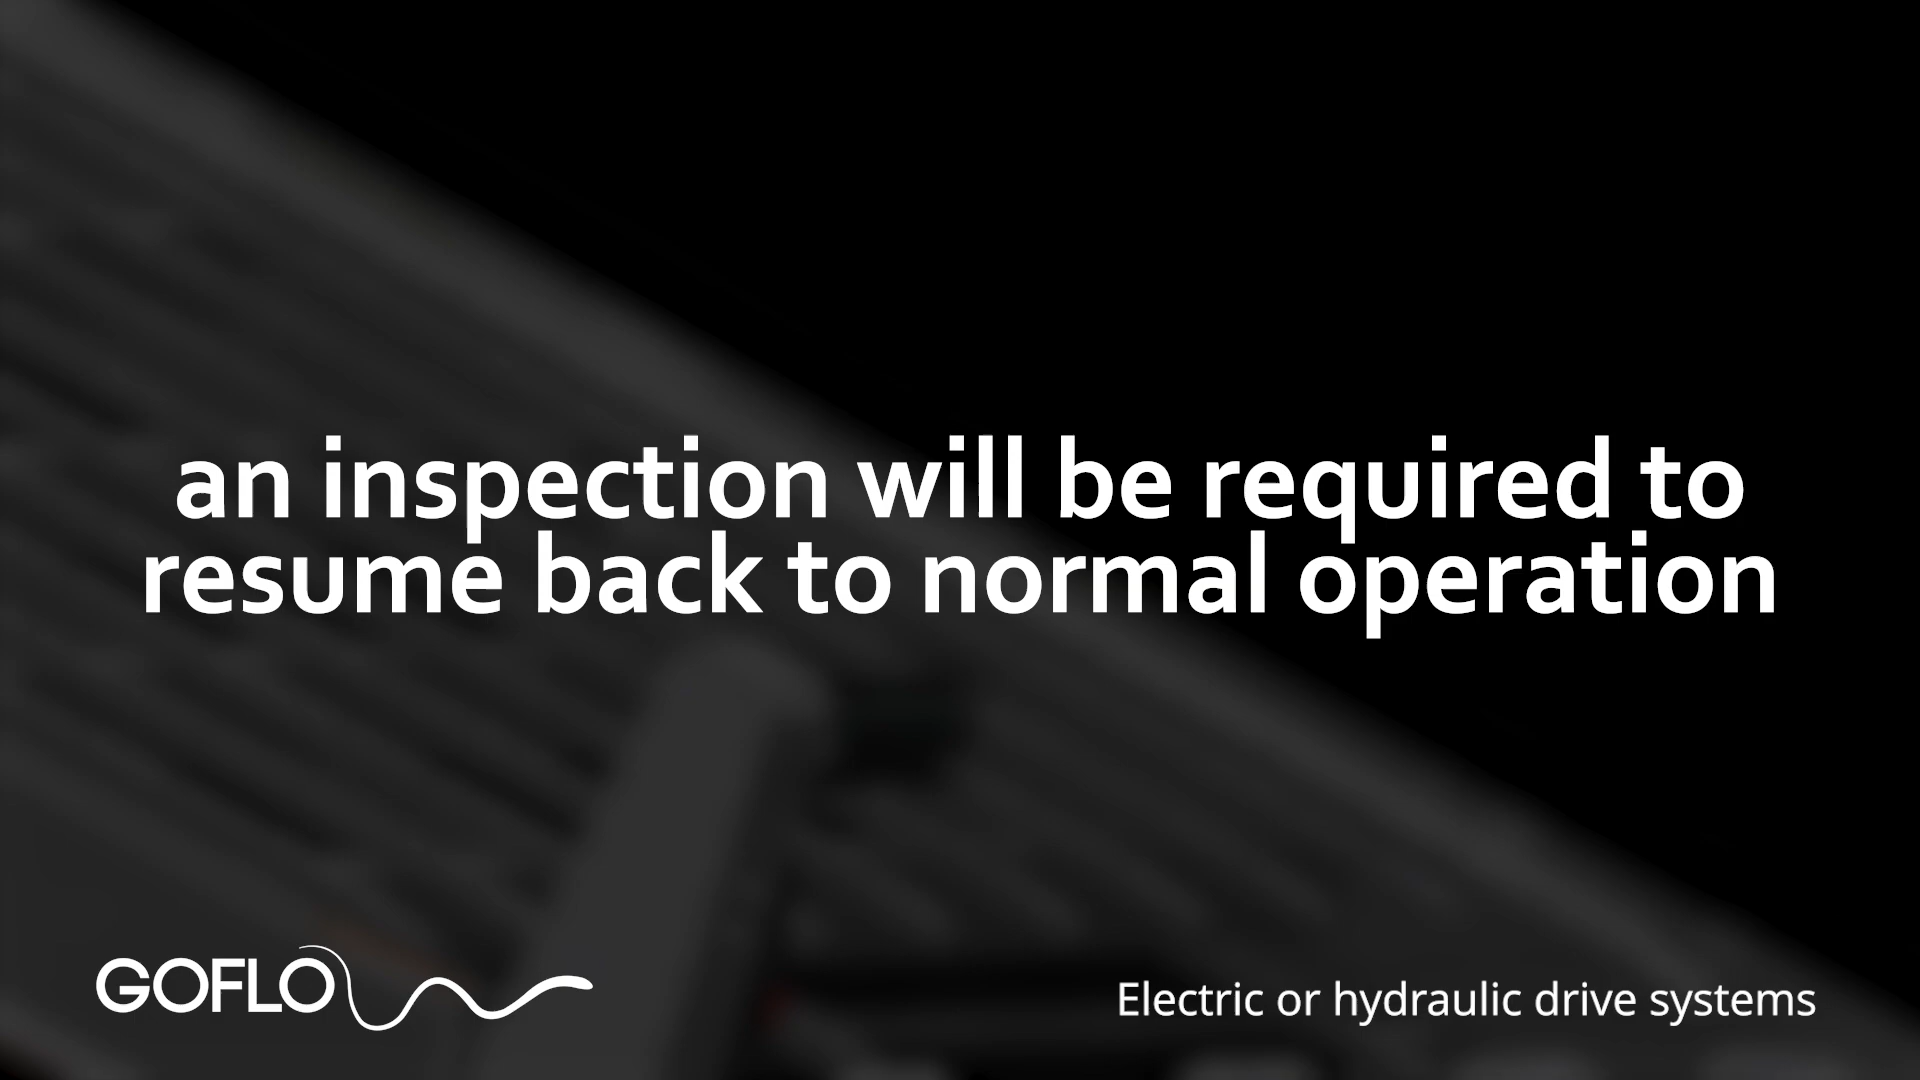 an inspection will be required to
resume back to normal operation
GOFLO
Electric or hydraulic drive systems